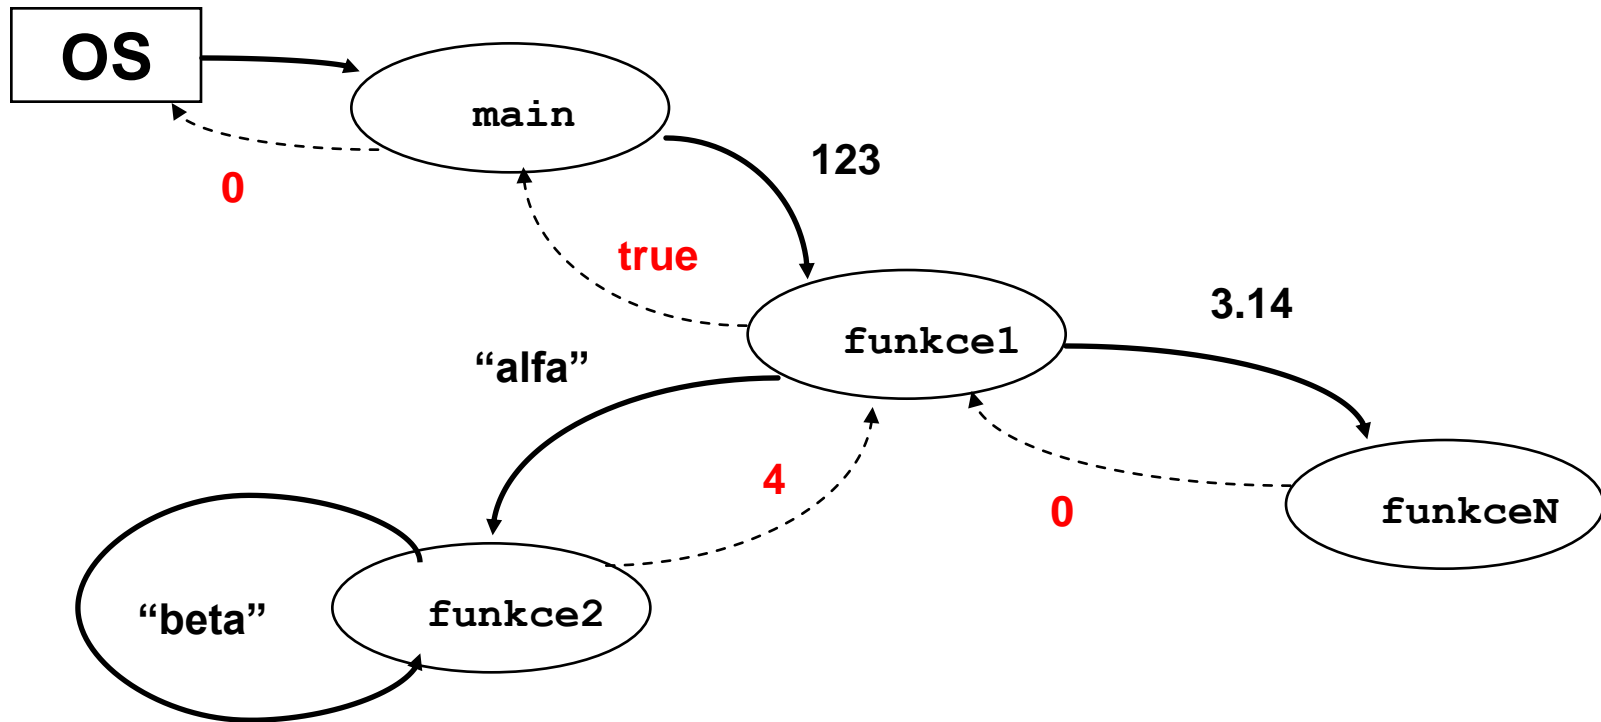 OS
main
0
123
true
funkce1
3.14
“alfa”
4
0
funkceN
“beta”
funkce2